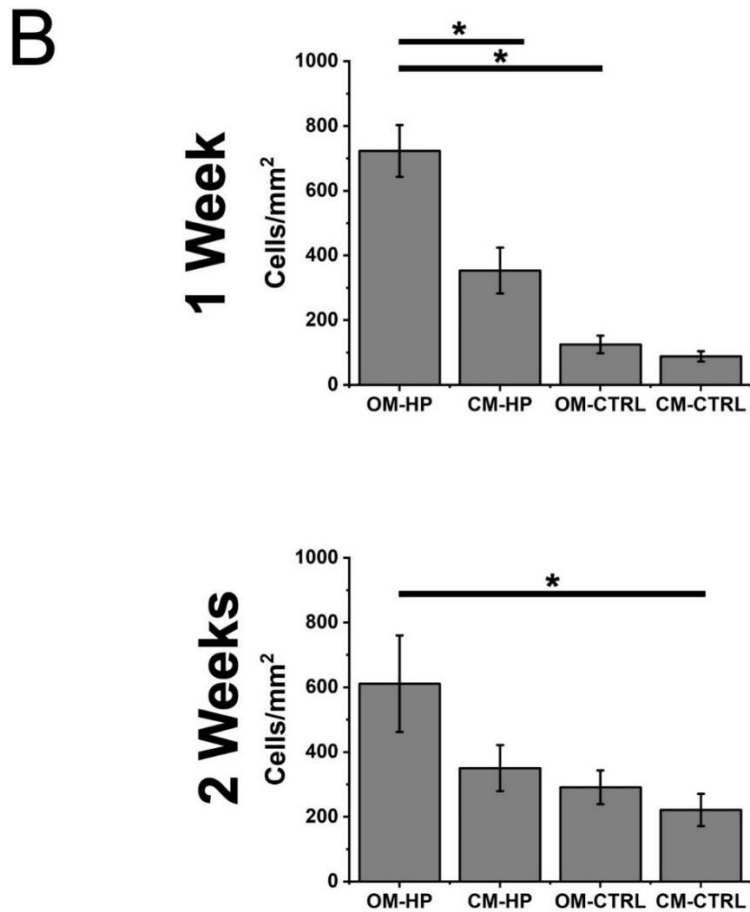 B
1 Week
Cells/mm²
*
*
1000
800
600
400
200
0
OM-HP CM-HP OM-CTRL CM-CTRL
2 Weeks
Cells/mm²
*
1000
800
600
400
200
0
OM-HP CM-HP OM-CTRL CM-CTRL